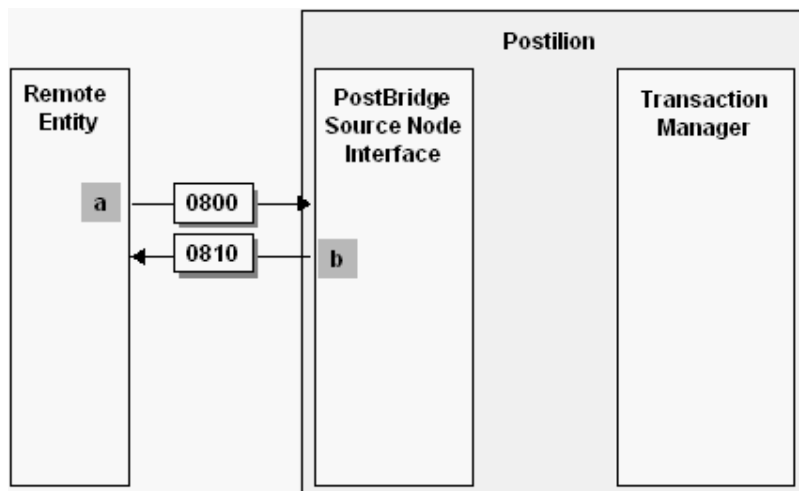 Postilion
Remote
Entity
PostBridge
Source Node
Interface
Transaction
Manager
a
0800
0810
b